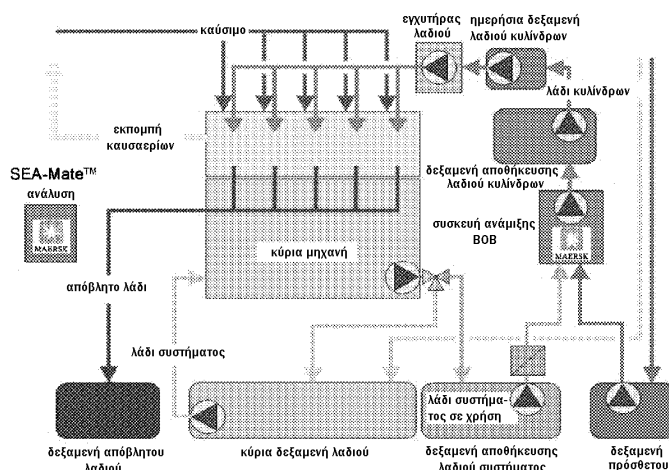 καύσιμο
εγχυτήρας
λαδιού
ημερήσια δεξαμενή
λαδιού κυλίνδρων
λάδι κυλίνδρων
εκπομπή
καυσαερίων
δεξαμενή αποθήκευσης
λαδιού κυλίνδρων
SEA-Mate™
ανάλυση
MAERSK
συσκευή ανάμιξης
BOB
MAERSK
κύρια μηχανή
απόβλητο λάδι
λάδι συστήματος
λάδι συστήμα-
τος σε χρήση
δεξαμενή απόβλητου
λαδιού
κύρια δεξαμενή λαδιού
δεξαμενή αποθήκευσης
λαδιού συστήματος
δεξαμενή
πρόσθετου